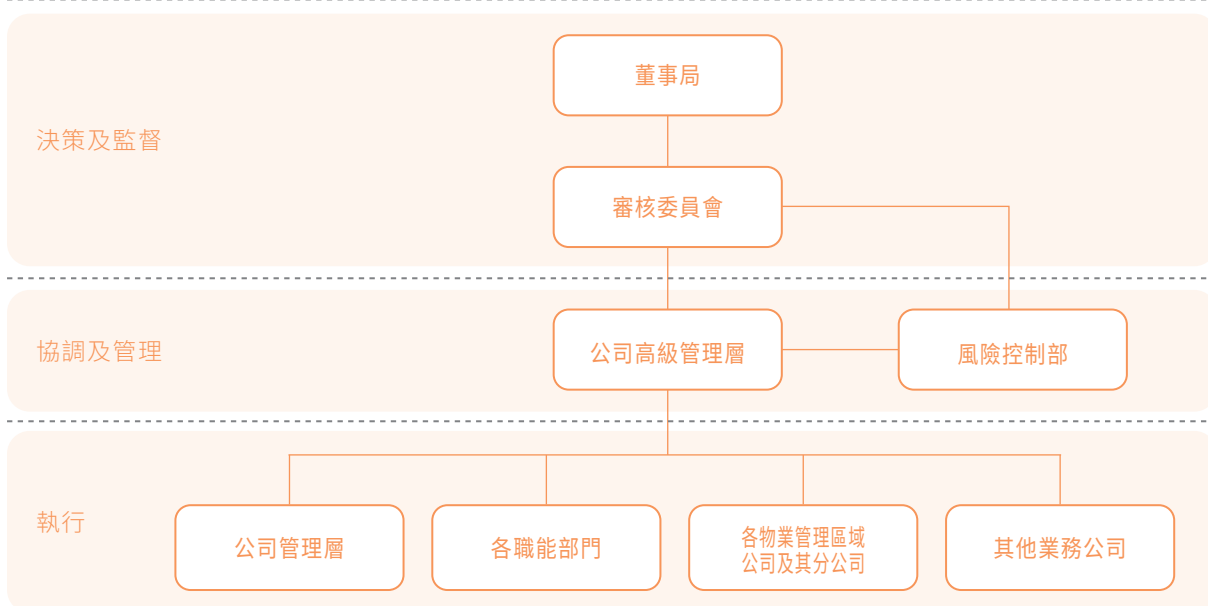 董事局
決策及監督
審核委員會
協調及管理
公司高級管理層
風險控制部
執行
公司管理層
各職能部門
各物業管理區域
公司及其分公司
其他業務公司